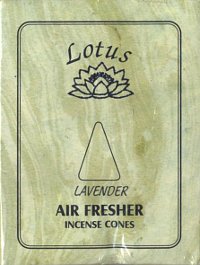 Lotus
LAVENDER
AIR FRESHER
INCENSE CONES